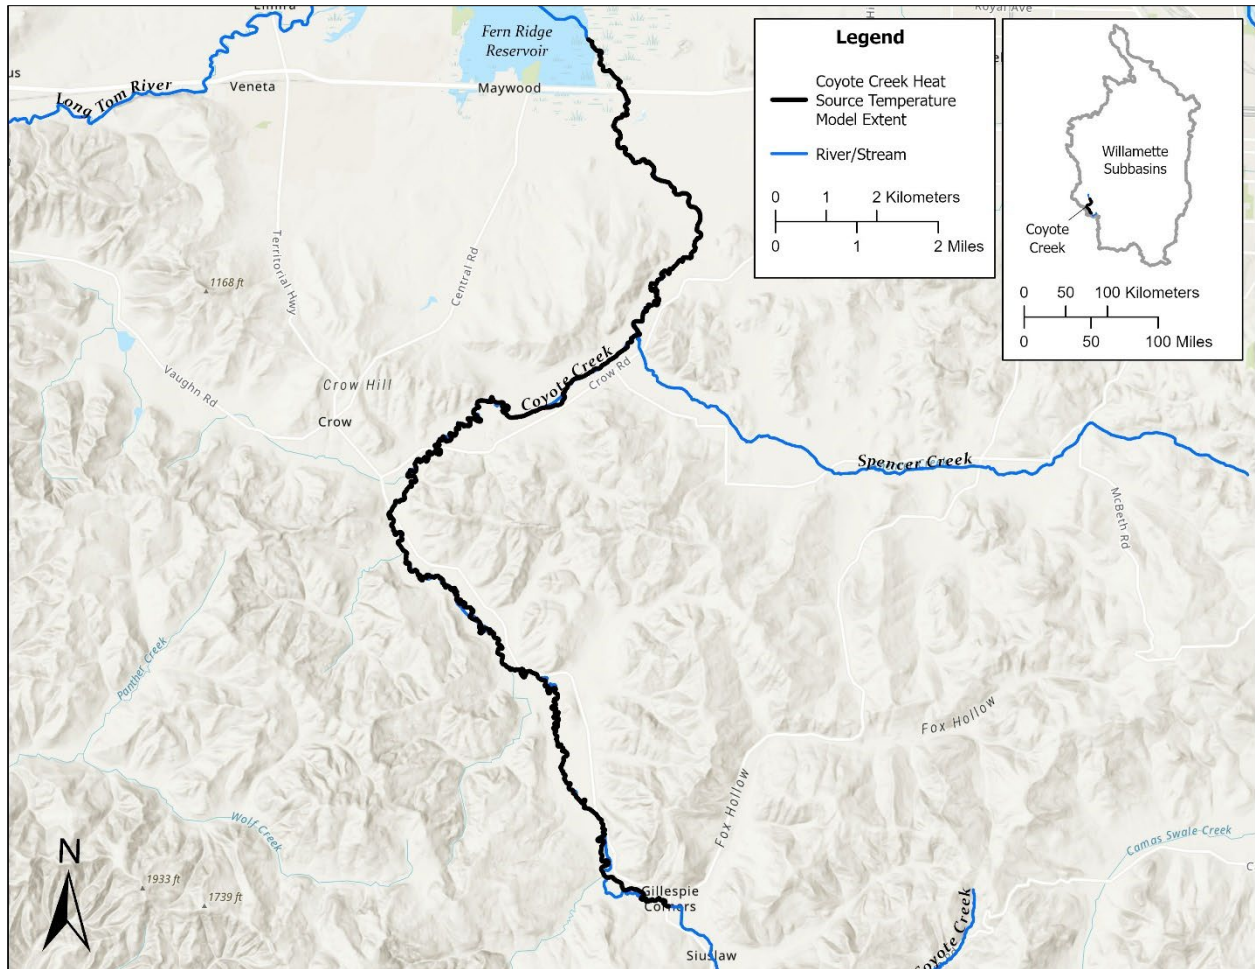 Elmira
Royal Ave
Fern Ridge
Reservoir
us
Long Tom River
Veneta
Maywood
Legend
Coyote Creek Heat
Source Temperature
Model Extent
River/Stream
0 1 2 Kilometers
0 1 2 Miles
Willamette
Subbasins
Coyote
Creek
0 50 100 Kilometers
0 50 100 Miles
Territorial Hwy
Central Rd
1168 ft
Vaughn Rd
Crow Hill
Crow
Coyote Creek
Crow Rd
Spencer Creek
McBeth Rd
Panther Creek
Fox Hollow
Fox Hollow
Wolf Creek
Camas Swale Creek
C
N
1933 ft
1739 ft
Gillespie
Corners
Siuslaw
Coyote Creek